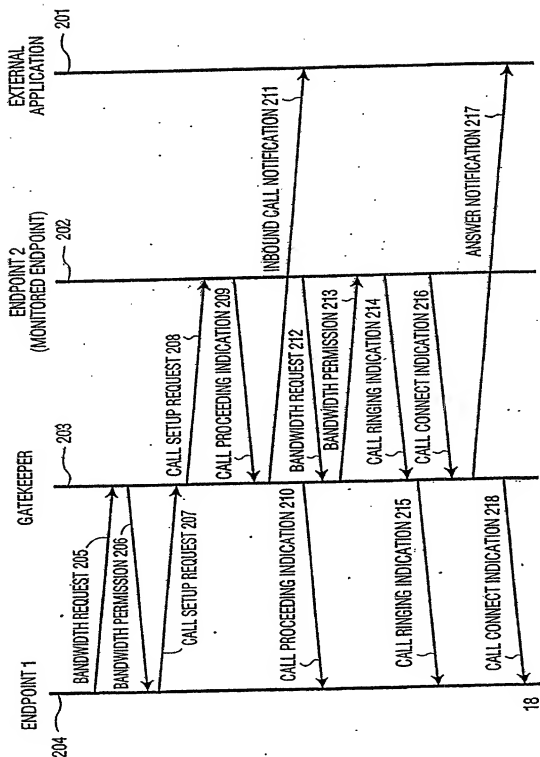 ENDPOINT 1
204
GATEKEEPER
203
ENDPOINT 2
(MONITORED ENDPOINT)
202
EXTERNAL
APPLICATION
201
BANDWIDTH REQUEST 205
BANDWIDTH PERMISSION 206
CALL SETUP REQUEST 207
CALL SETUP REQUEST 208
CALL PROCEEDING INDICATION 209
CALL PROCEEDING INDICATION 210
INBOUND CALL NOTIFICATION 211
BANDWIDTH REQUEST 212
BANDWIDTH PERMISSION 213
CALL RINGING INDICATION 214
CALL RINGING INDICATION 215
CALL CONNECT INDICATION 216
ANSWER NOTIFICATION 217
CALL CONNECT INDICATION 218
18